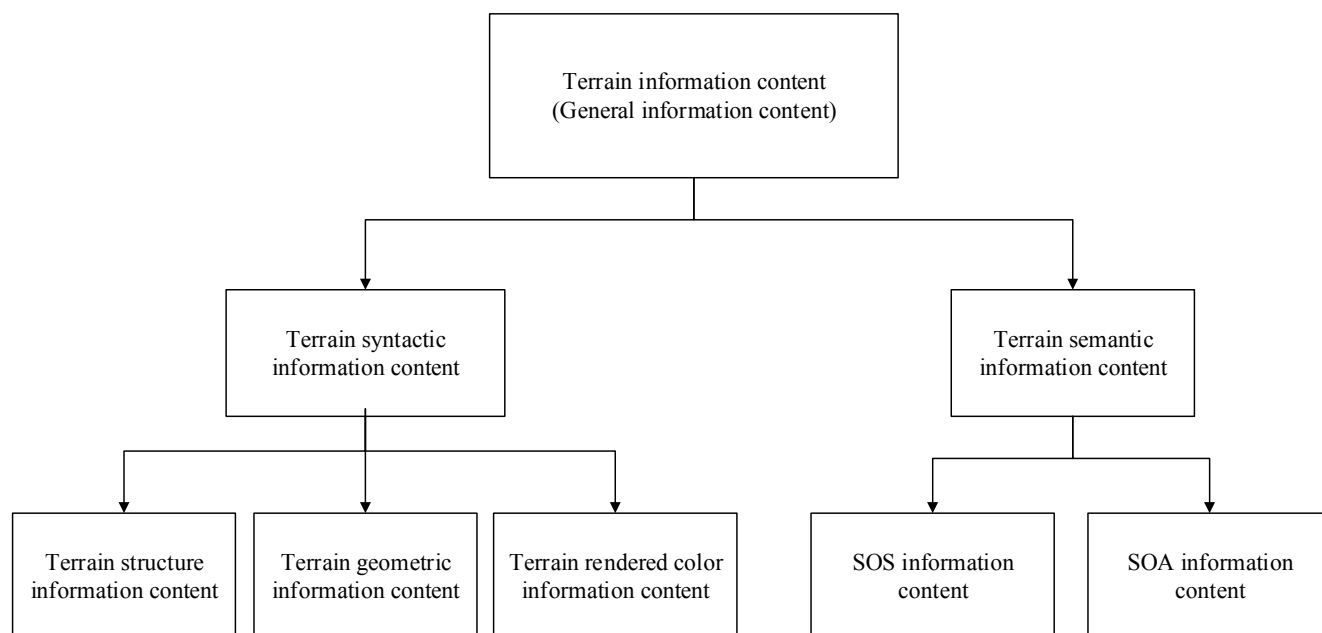 Terrain information content
(General information content)
Terrain syntactic
information content
Terrain semantic
information content
Terrain structure
information content
Terrain geometric
information content
Terrain rendered color
information content
SOS information
content
SOA information
content